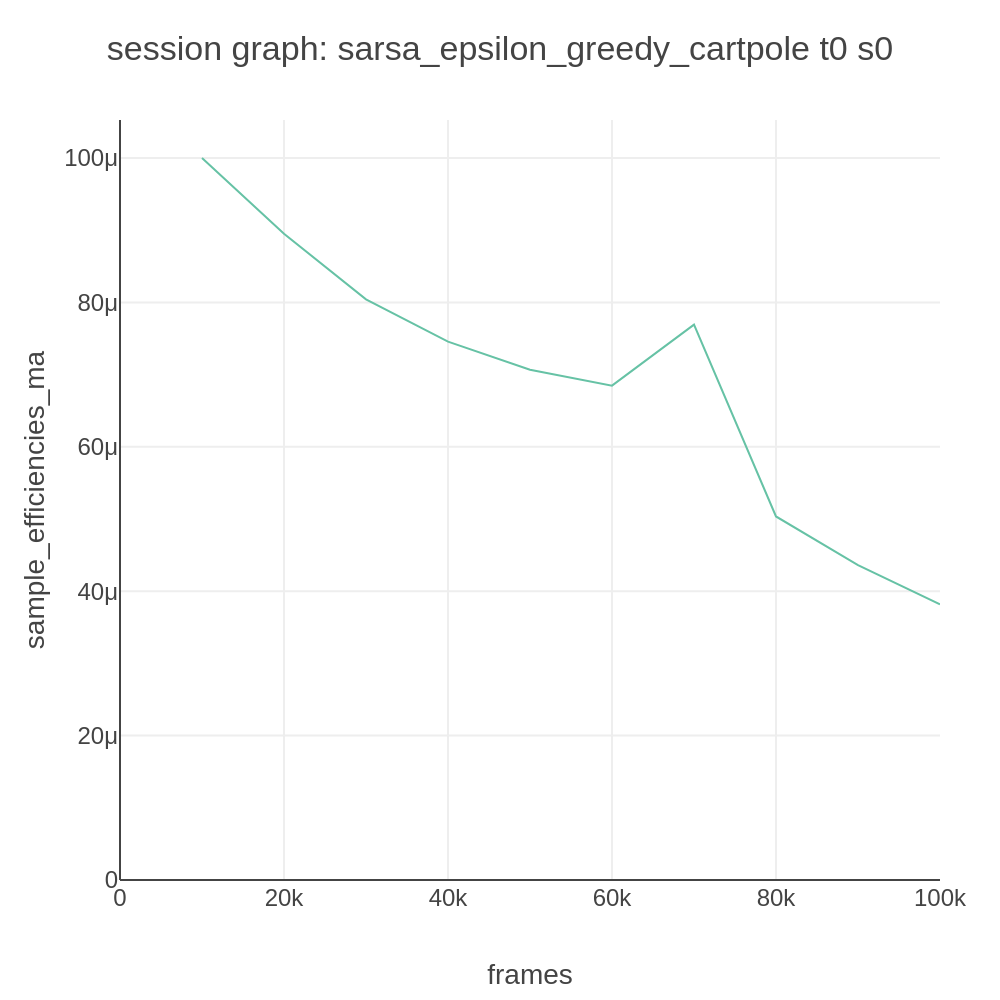 session graph: sarsa_epsilon_greedy_cartpole t0 s0
sample_efficiencies_ma
100μ
80μ
60μ
40μ
20μ
0
0 20k 40k 60k 80k 100k
frames